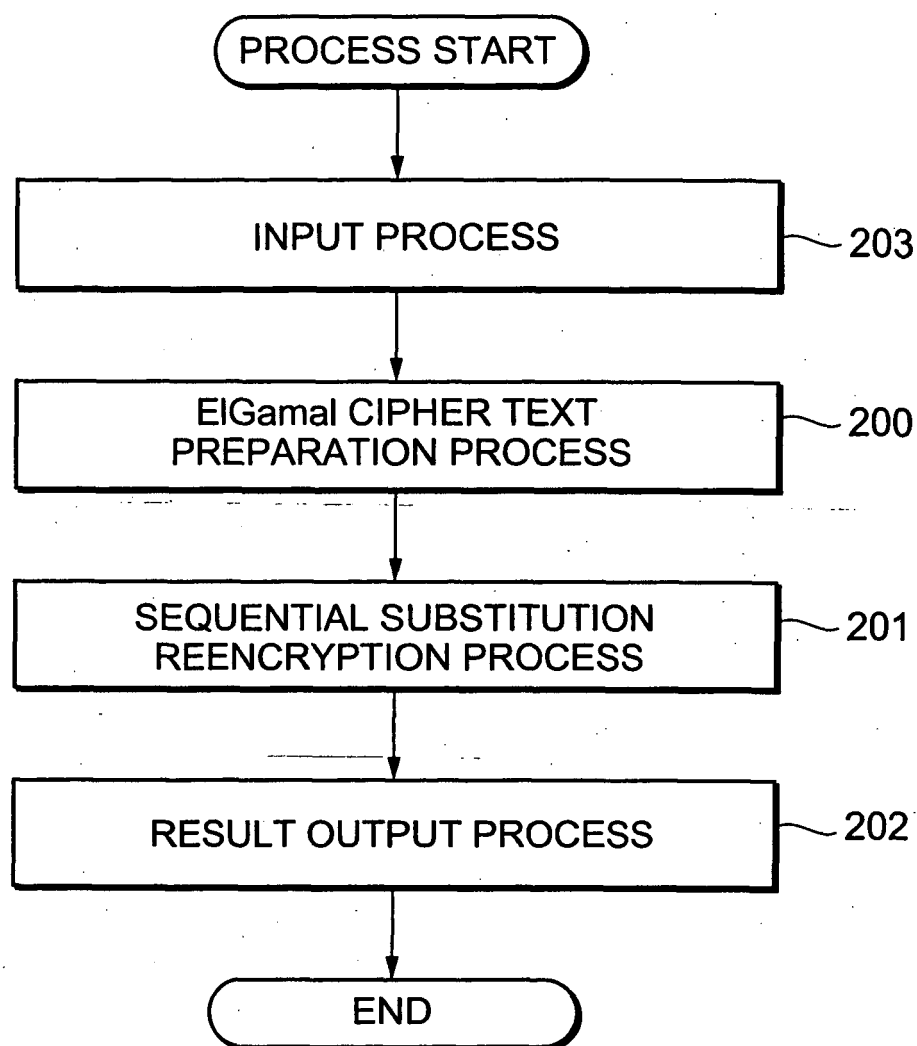 PROCESS START
INPUT PROCESS
203
ElGamal CIPHER TEXT
PREPARATION PROCESS
200
SEQUENTIAL SUBSTITUTION
REENCRYPTION PROCESS
201
RESULT OUTPUT PROCESS
202
END